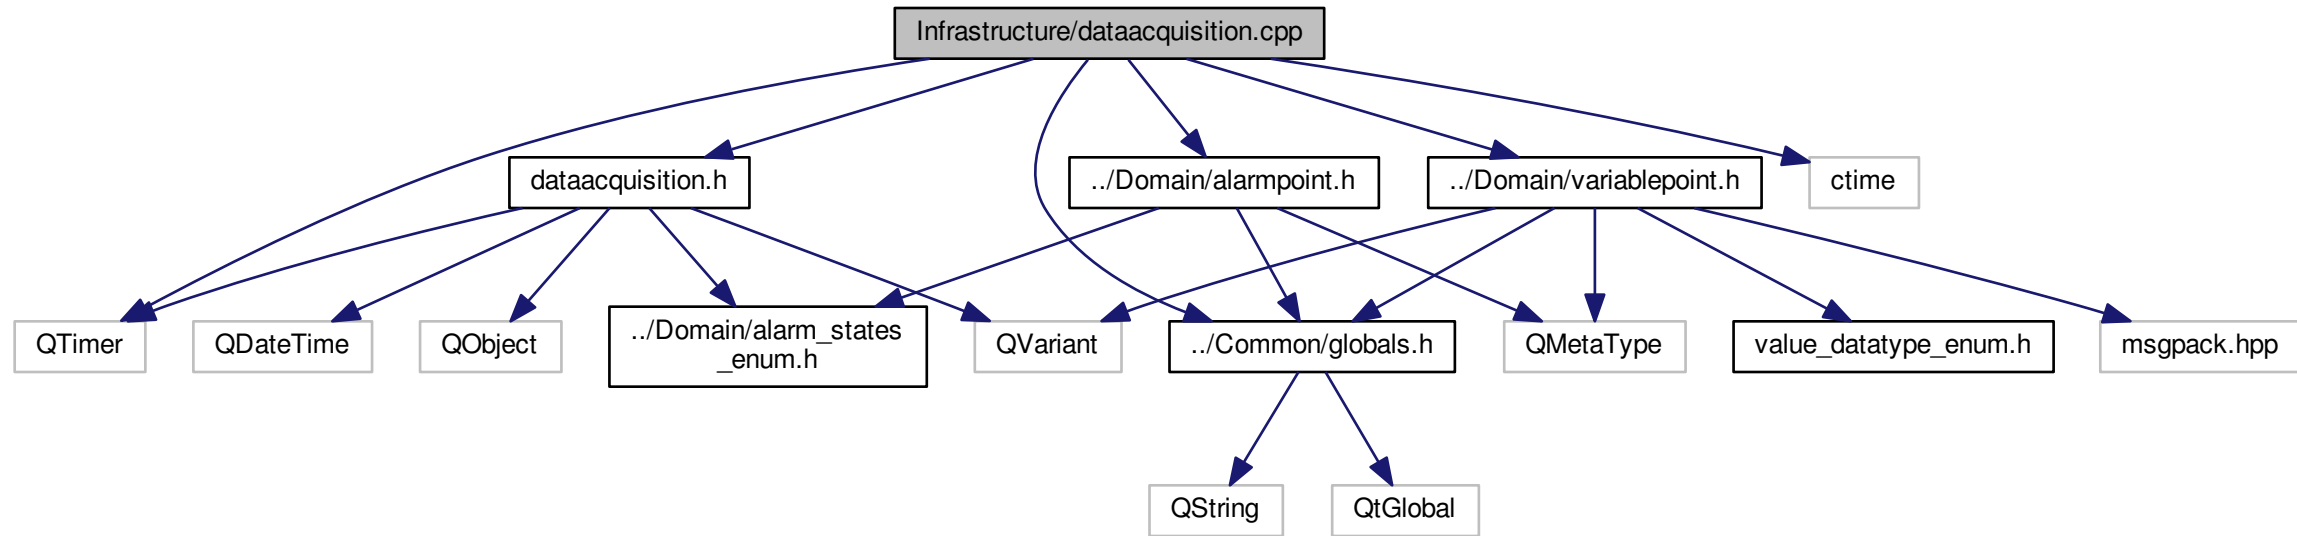 Infrastructure/dataacquisition.cpp
dataacquisition.h
../Domain/alarmpoint.h
../Domain/variablepoint.h
ctime
QTimer
QDateTime
QObject
../Domain/alarm_states
_enum.h
QVariant
../Common/globals.h
QMetaType
value_datatype_enum.h
msgpack.hpp
QString
QtGlobal